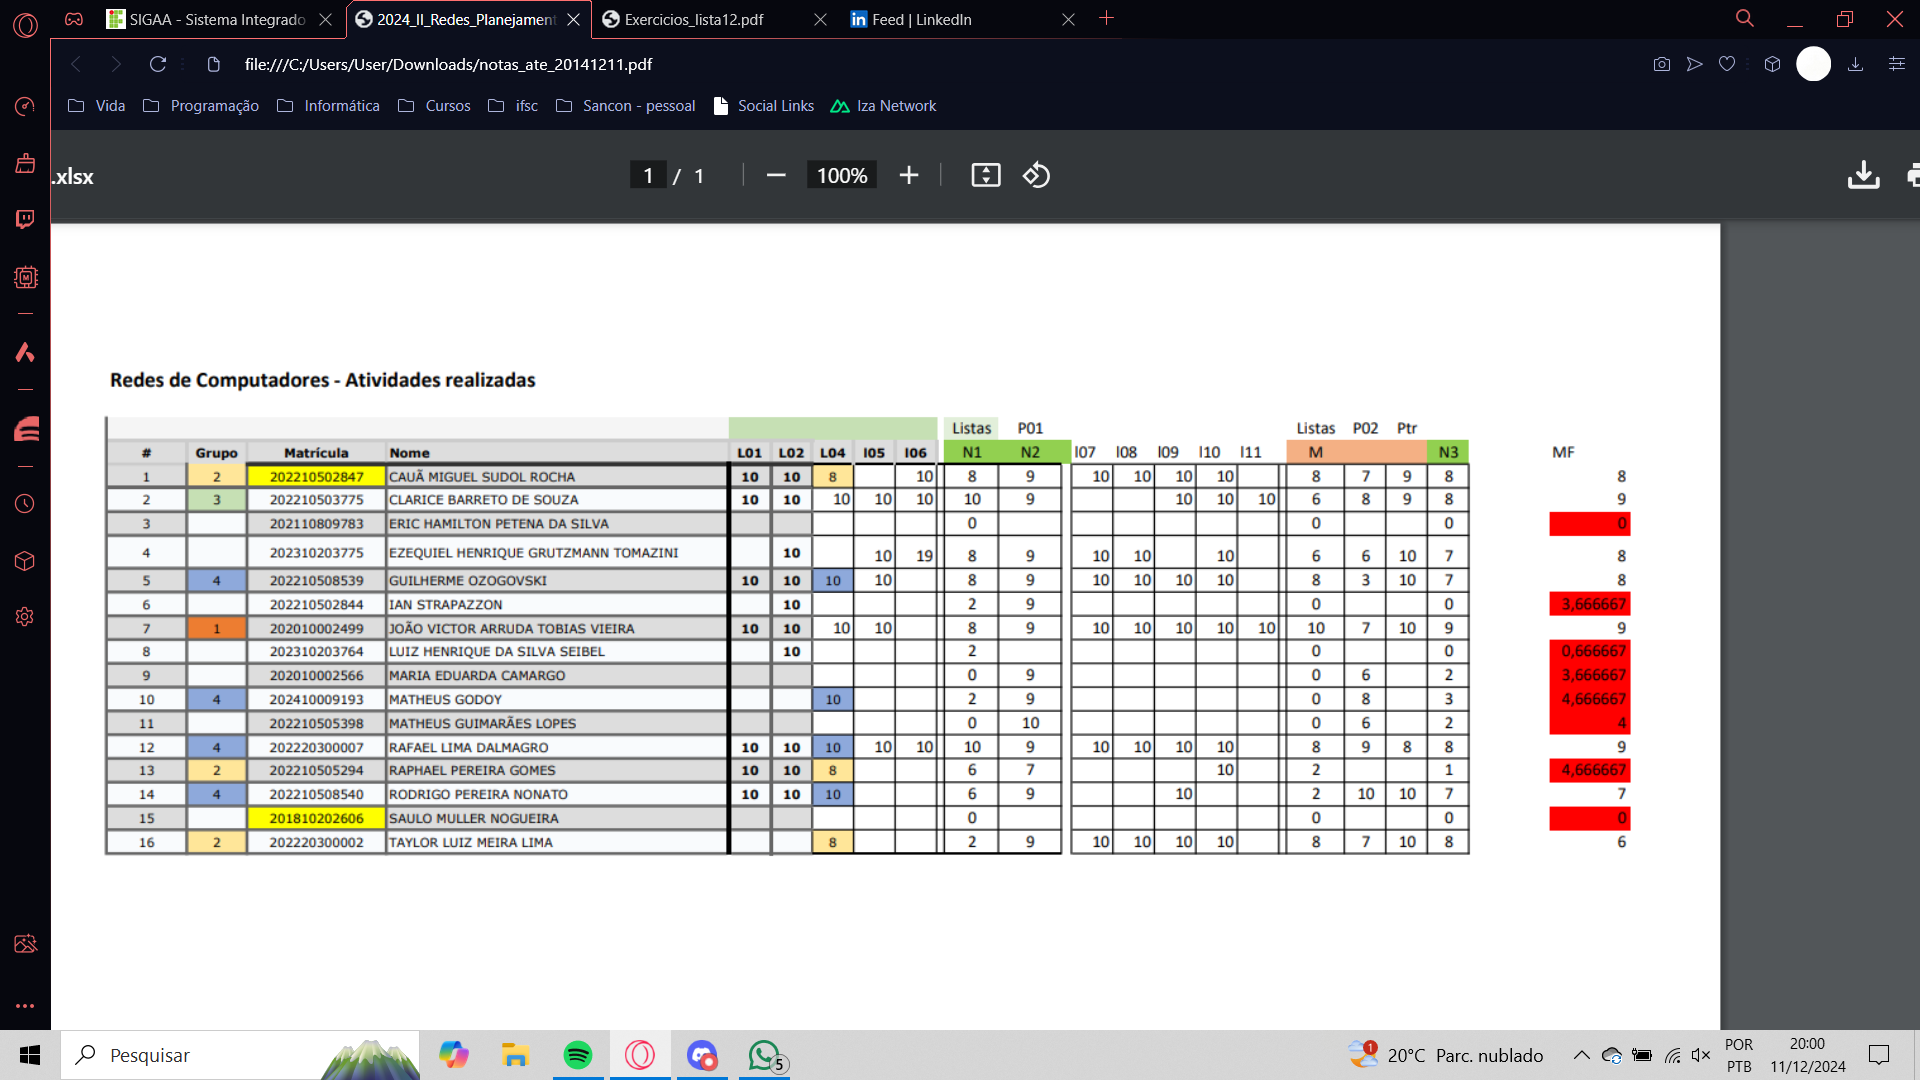 SIGAA - Sistema Integrado
2024_II_Redes_Planejament
Exercicios_lista12.pdf
Feed | LinkedIn
file:///C:/Users/User/Downloads/notas_ate_20141211.pdf
Vida Programação Informática Cursos ifsc Sancon - pessoal Social Links Iza Network
.xlsx 1 / 1 100%
Redes de Computadores - Atividades realizadas
Listas P01 Listas P02 Ptr
# Grupo Matrícula Nome L01 L02 L04 l05 l06 N1 N2 l07 l08 l09 l10 l11 M N3 MF
1 2 202210502847 CAUÃ MIGUEL SUDOL ROCHA 10 10 8 10 8 9 10 10 10 10 8 7 9 8 8
2 3 202210503775 CLARICE BARRETO DE SOUZA 10 10 10 10 10 10 9 10 10 10 6 8 9 8 9
3 202110809783 ERIC HAMILTON PETENA DA SILVA 0 0 0 0
4 202310203775 EZEQUIEL HENRIQUE GRUTZMANN TOMAZINI 10 10 19 8 9 10 10 10 6 6 10 7 8
5 4 202210508539 GUILHERME OZOGOVSKI 10 10 10 10 8 9 10 10 10 10 8 3 10 7 8
6 202210502844 IAN STRAPAZZON 10 2 9 0 0 3,666667
7 1 202010002499 JOÃO VICTOR ARRUDA TOBIAS VIEIRA 10 10 10 10 8 9 10 10 10 10 10 10 7 10 9 9
8 202310203764 LUIZ HENRIQUE DA SILVA SEIBEL 10 2 0 0 0,666667
9 202010002566 MARIA EDUARDA CAMARGO 0 9 0 6 2 3,666667
10 4 202410009193 MATHEUS GODOY 10 2 9 0 8 3 4,666667
11 202210505398 MATHEUS GUIMARÃES LOPES 0 10 0 6 2 4
12 4 202220300007 RAFAEL LIMA DALMAGRO 10 10 10 10 10 10 9 10 10 10 10 8 9 8 8 9
13 2 202210505294 RAPHAEL PEREIRA GOMES 10 10 8 6 7 10 2 1 4,666667
14 4 202210508540 RODRIGO PEREIRA NONATO 10 10 10 6 9 10 2 10 10 7 7
15 201810202606 SAULO MULLER NOGUEIRA 0 0 0 0
16 2 202220300002 TAYLOR LUIZ MEIRA LIMA 8 2 9 10 10 10 10 8 7 10 8 6
Pesquisar
5
1
20°C Parc. nublado
POR
PTB
20:00
11/12/2024